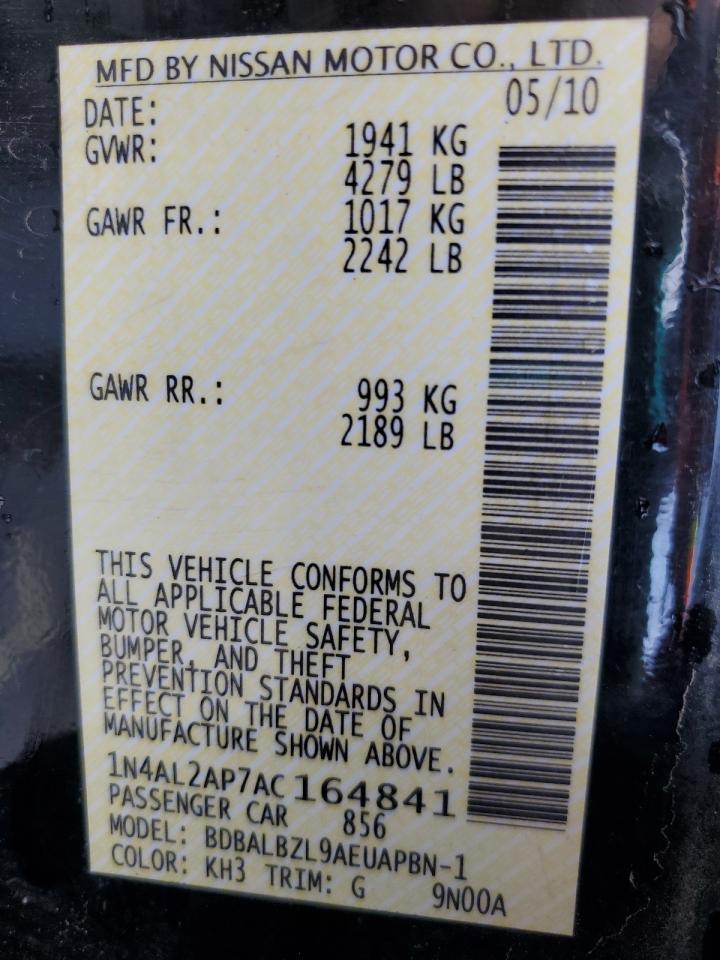 MFD BY NISSAN MOTOR CO., LTD.
DATE: 05/10
GVWR: 1941 KG
4279 LB
GAWR FR.: 1017 KG
2242 LB
GAWR RR.: 993 KG
2189 LB
THIS VEHICLE CONFORMS TO
ALL APPLICABLE FEDERAL
MOTOR VEHICLE SAFETY,
BUMPER, AND THEFT
PREVENTION STANDARDS IN
EFFECT ON THE DATE OF
MANUFACTURE SHOWN ABOVE.
1N4AL2AP7AC164841
PASSENGER CAR 856
MODEL: BDBALBZL9AEUAPBN-1
COLOR: KH3 TRIM: G 9N00A